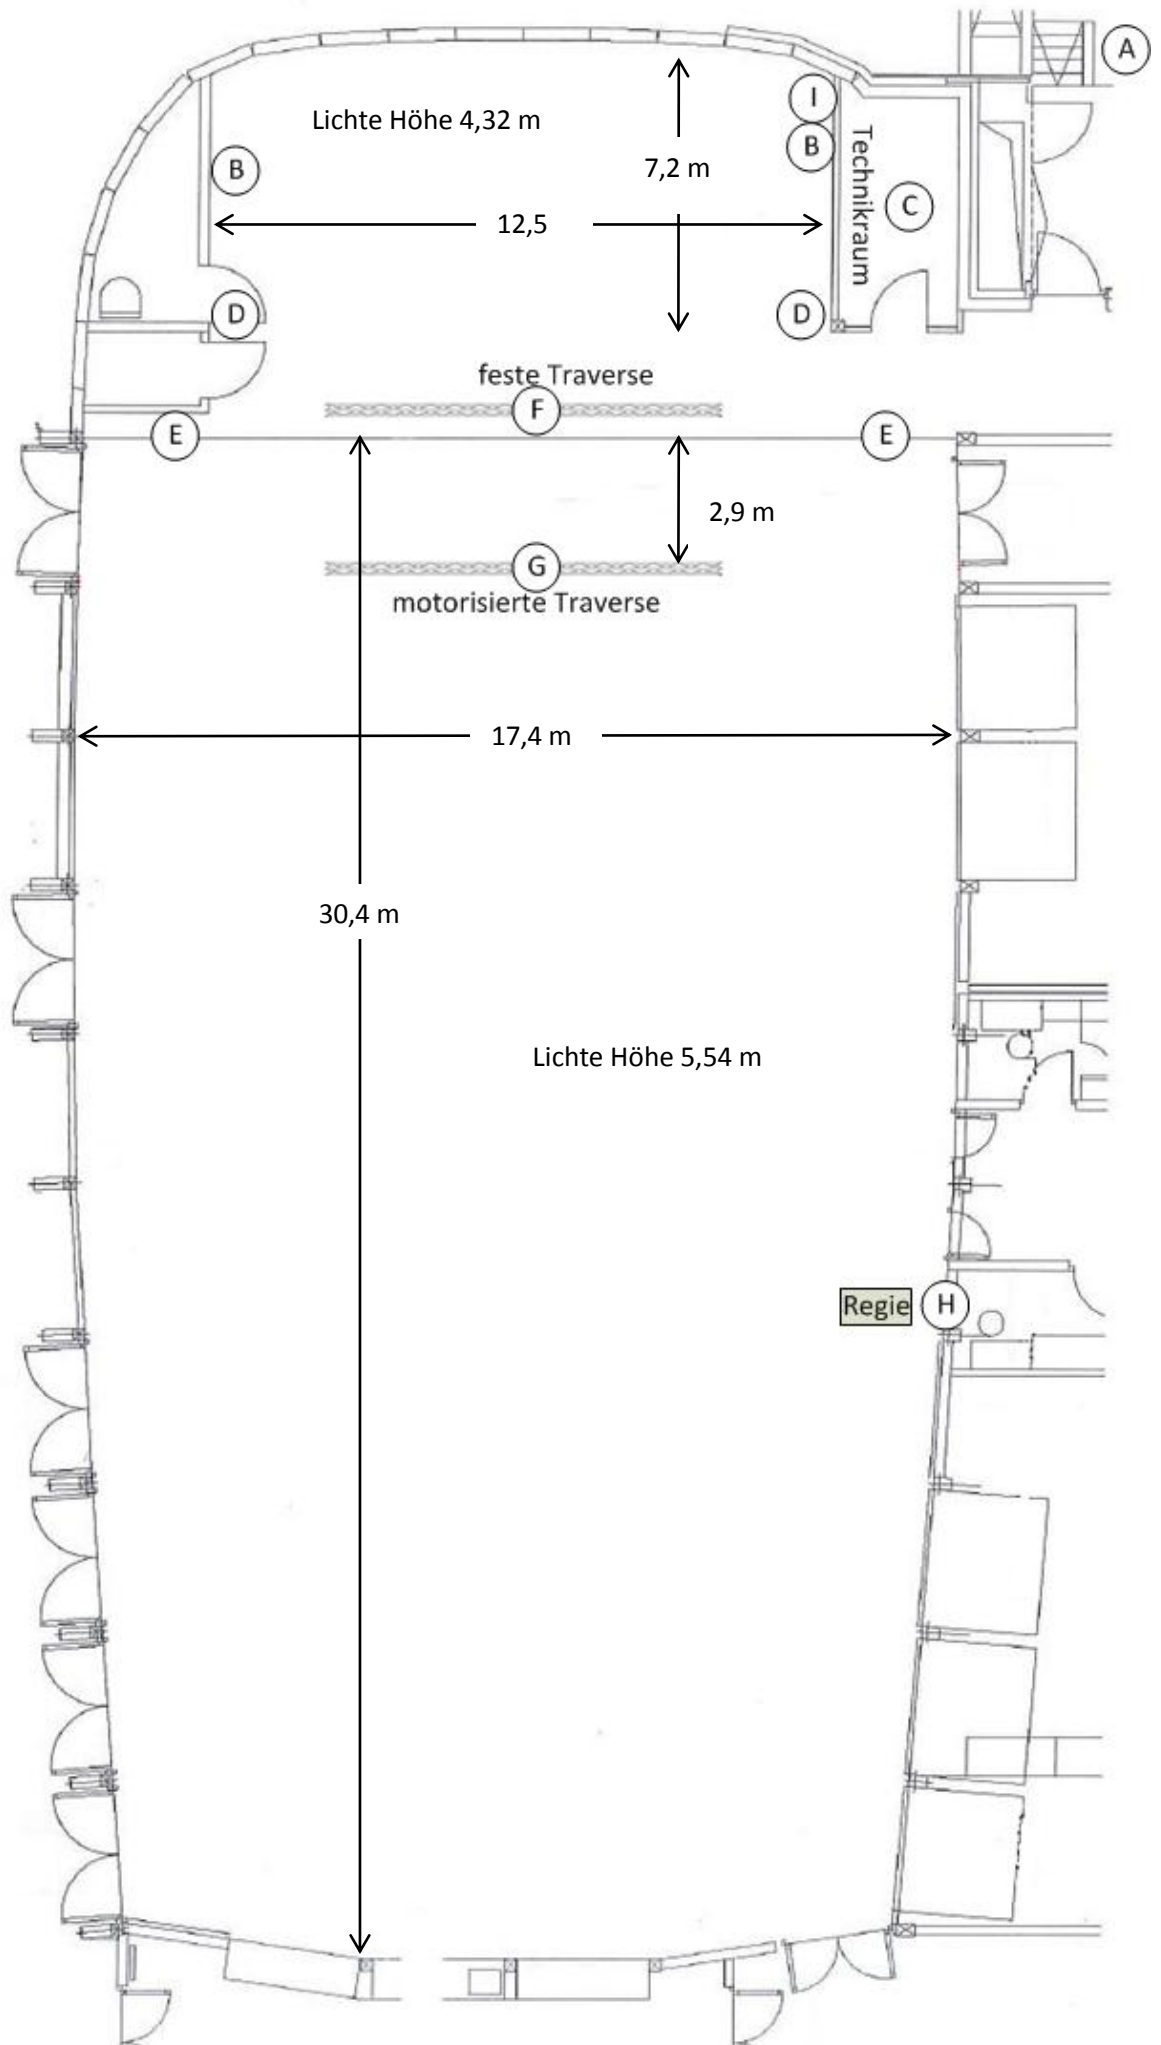 A
Lichte Höhe 4,32 m
I
B
7,2 m
B
Technikraum
C
12,5
D
D
feste Traverse
F
E
E
2,9 m
G
motorisierte Traverse
17,4 m
30,4 m
Lichte Höhe 5,54 m
Regie
H